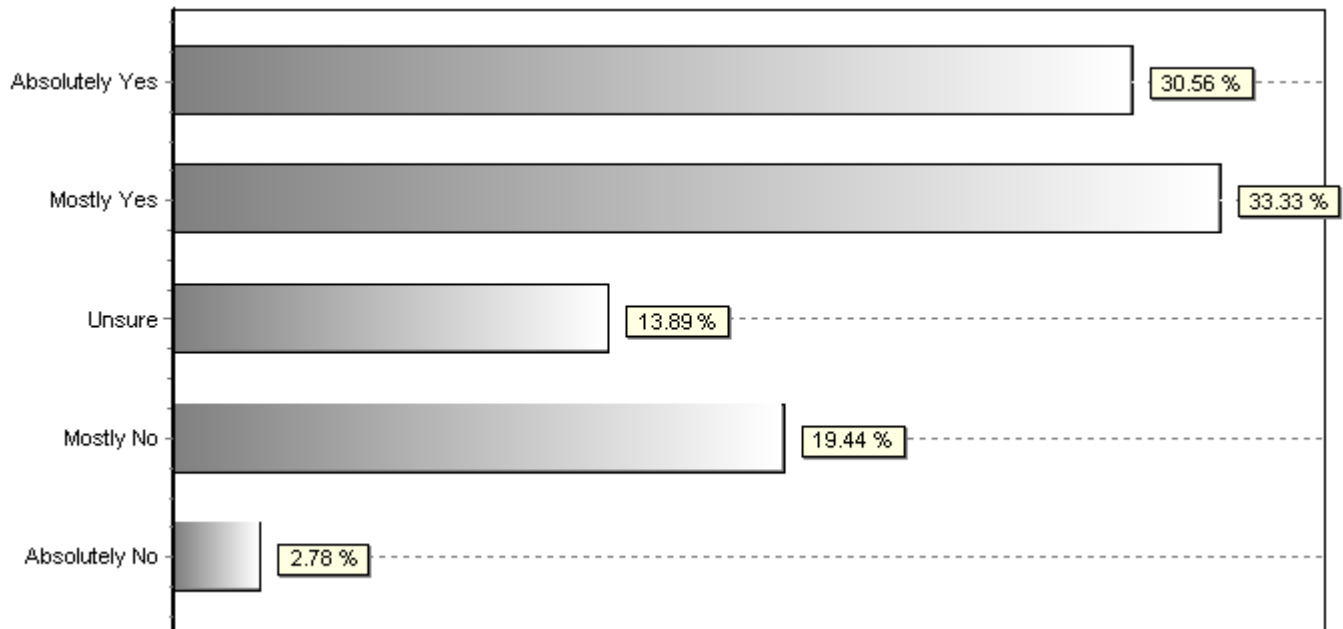 Absolutely Yes 30.56 %
Mostly Yes 33.33 %
Unsure 13.89 %
Mostly No 19.44 %
Absolutely No 2.78 %